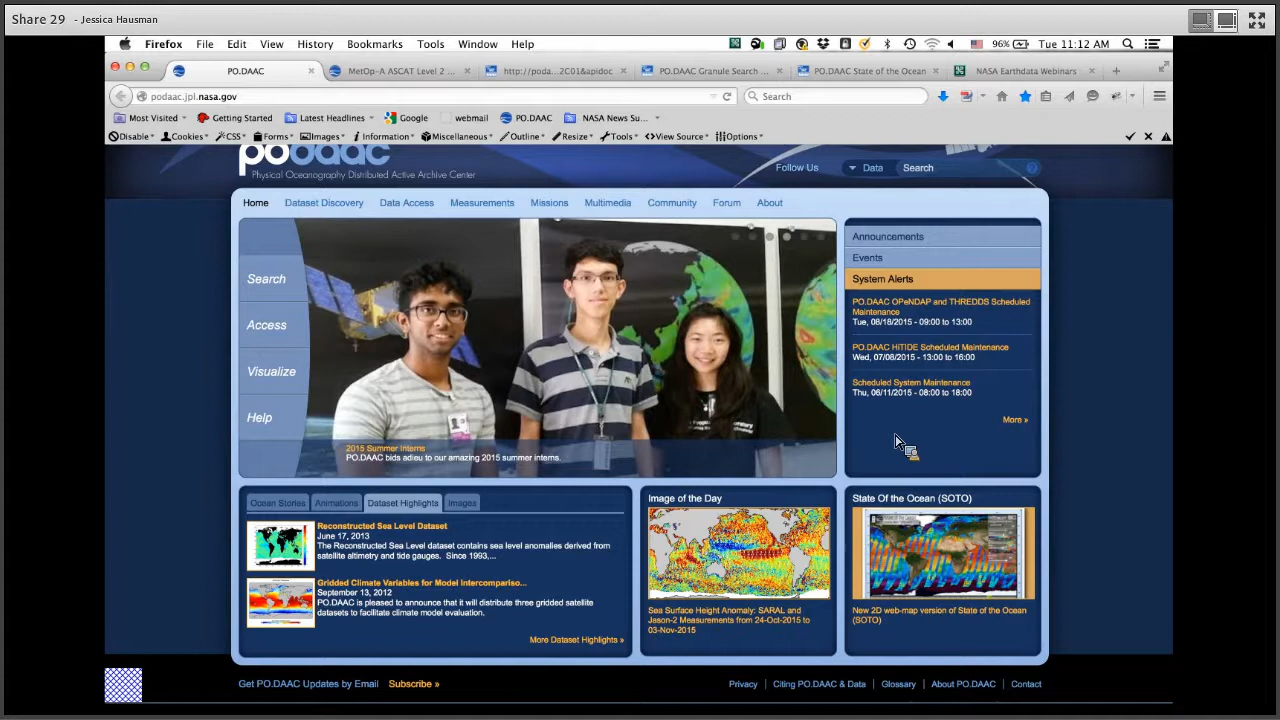 Share 29 - Jessica Hausman
Firefox File Edit View History Bookmarks Tools Window Help
96% Tue 11:12 AM
PO.DAAC
MetOp-A ASCAT Level 2 ...
http://poda...2C01&apidoc
PO.DAAC Granule Search ...
PO.DAAC State of the Ocean
NASA Earthdata Webinars
podaac.jpl.nasa.gov
Search
Most Visited Getting Started Latest Headlines Google webmail PO.DAAC NASA News Su...
Disable Cookies CSS Forms Images Information Miscellaneous Outline Resize Tools View Source Options
po.daac
Physical Oceanography Distributed Active Archive Center
Follow Us Data Search
Home Dataset Discovery Data Access Measurements Missions Multimedia Community Forum About
Search
Access
Visualize
Help
2015 Summer Interns
PO.DAAC bids adieu to our amazing 2015 summer interns.
Announcements
Events
System Alerts
PO.DAAC OPeNDAP and THREDDS Scheduled
Maintenance
Tue, 08/18/2015 - 09:00 to 13:00
PO.DAAC HiTIDE Scheduled Maintenance
Wed, 07/08/2015 - 13:00 to 16:00
Scheduled System Maintenance
Thu, 06/11/2015 - 08:00 to 18:00
More »
Ocean Stories Animations Dataset Highlights Images
Reconstructed Sea Level Dataset
June 17, 2013
The Reconstructed Sea Level dataset contains sea level anomalies derived from
satellite altimetry and tide gauges. Since 1993,...
Gridded Climate Variables for Model Intercompariso...
September 13, 2012
PO.DAAC is pleased to announce that it will distribute three gridded satellite
datasets to facilitate climate model evaluation.
More Dataset Highlights »
Image of the Day
Sea Surface Height Anomaly: SARAL and
Jason-2 Measurements from 24-Oct-2015 to
03-Nov-2015
State Of the Ocean (SOTO)
New 2D web-map version of State of the Ocean
(SOTO)
Get PO.DAAC Updates by Email Subscribe »
Privacy | Citing PO.DAAC & Data | Glossary | About PO.DAAC | Contact